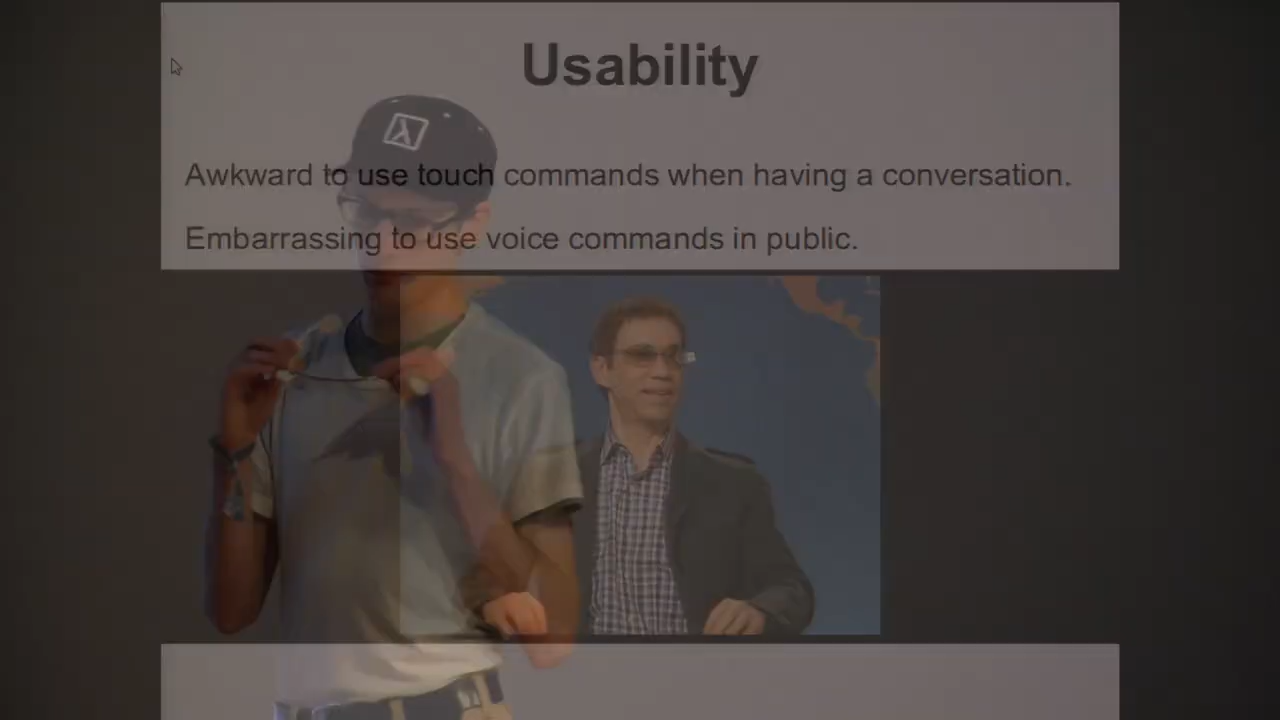 Usability
λ
Awkward to use touch commands when having a conversation.
Embarrassing to use voice commands in public.